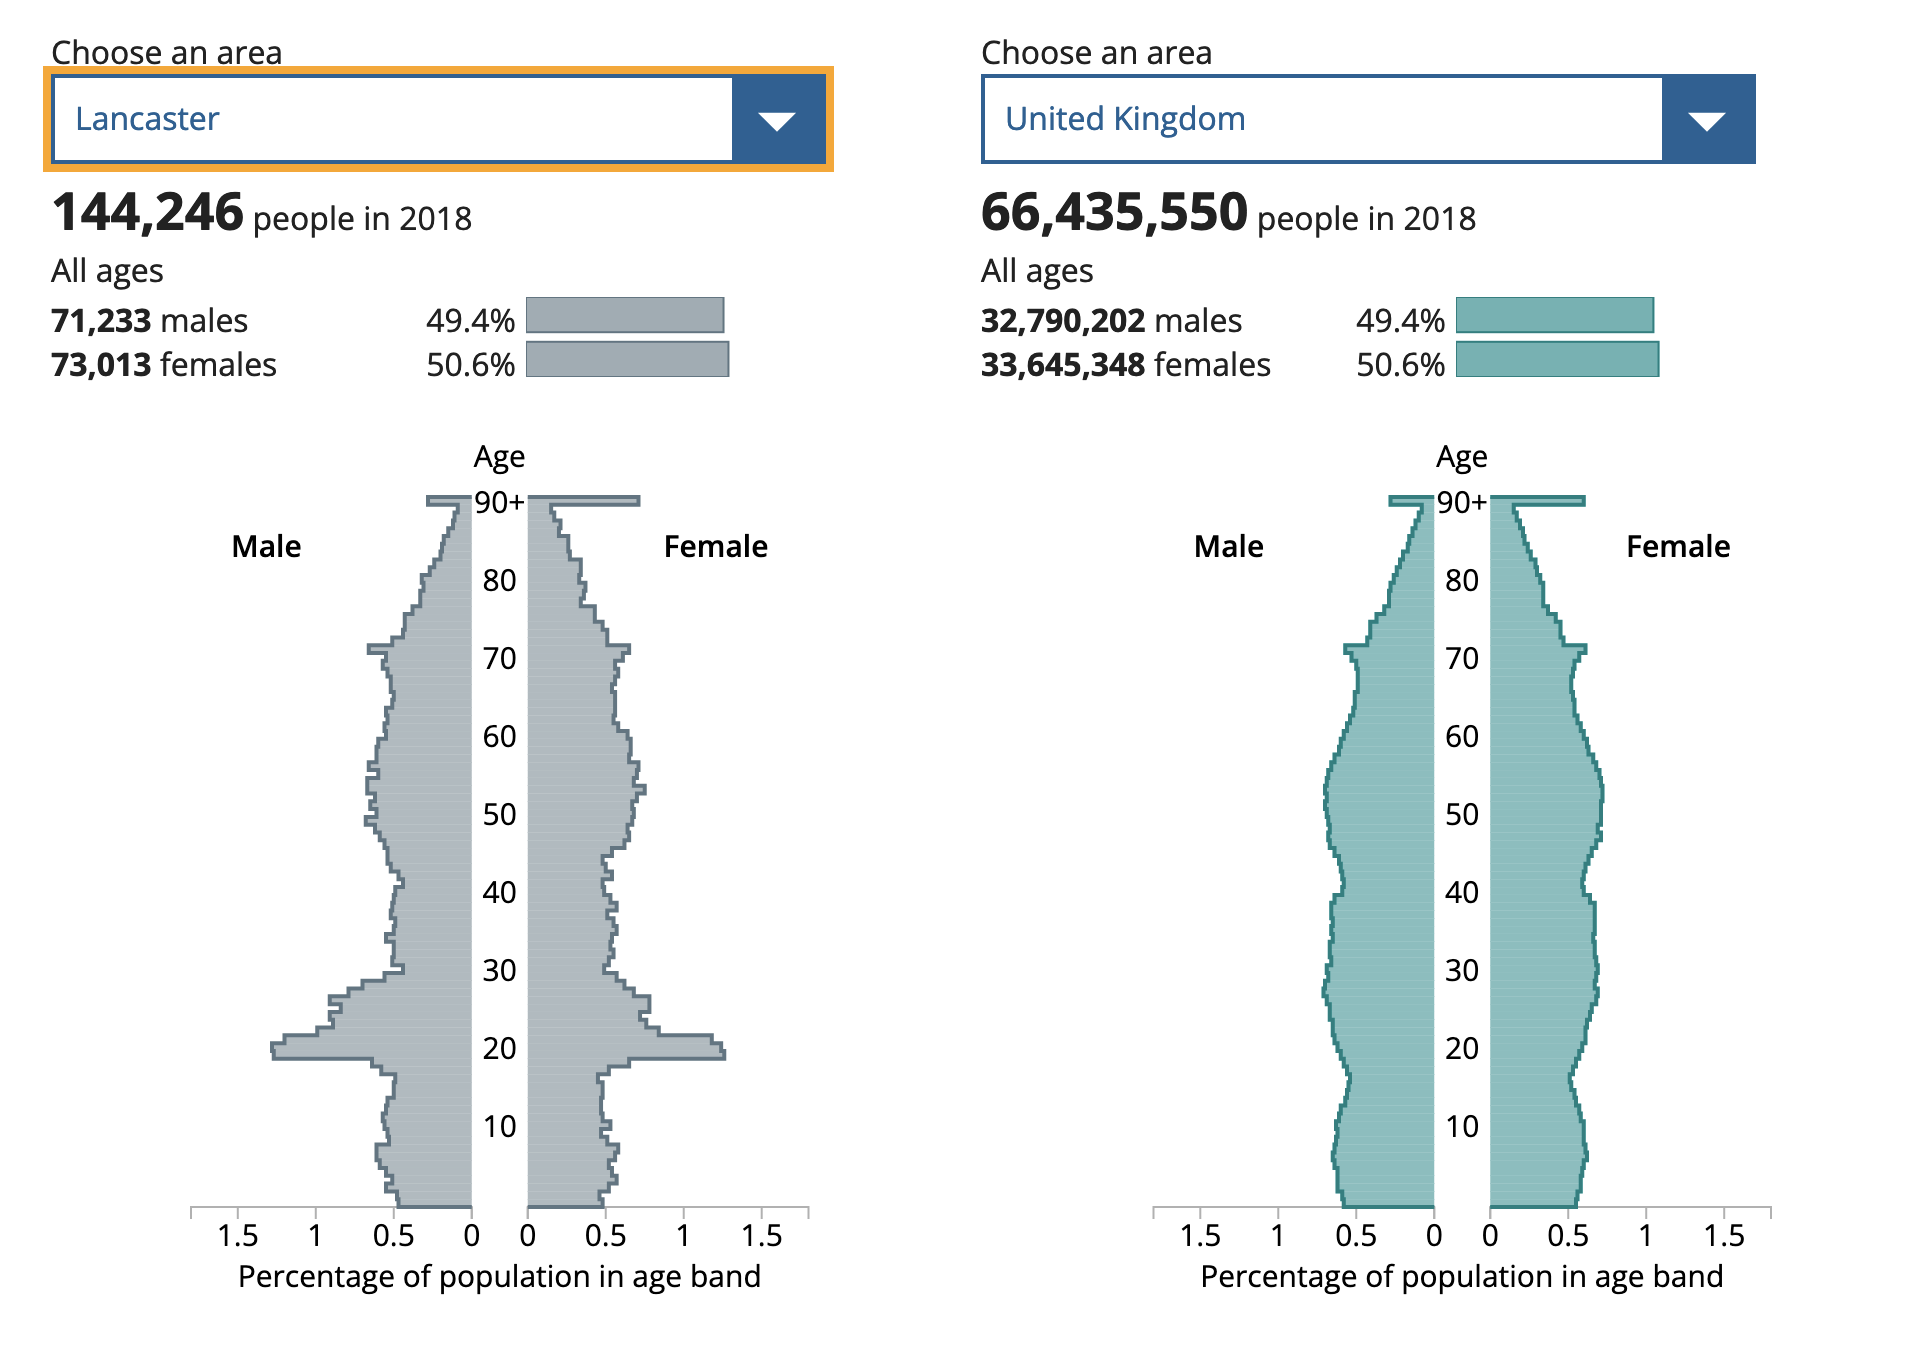 Choose an area
Lancaster
144,246 people in 2018
All ages
71,233 males 49.4%
73,013 females 50.6%
Age
90+
Male
Female
80
70
60
50
40
30
20
10
1.5 1 0.5 0 0 0.5 1 1.5
Percentage of population in age band
Choose an area
United Kingdom
66,435,550 people in 2018
All ages
32,790,202 males 49.4%
33,645,348 females 50.6%
Age
90+
Male
Female
80
70
60
50
40
30
20
10
1.5 1 0.5 0 0 0.5 1 1.5
Percentage of population in age band